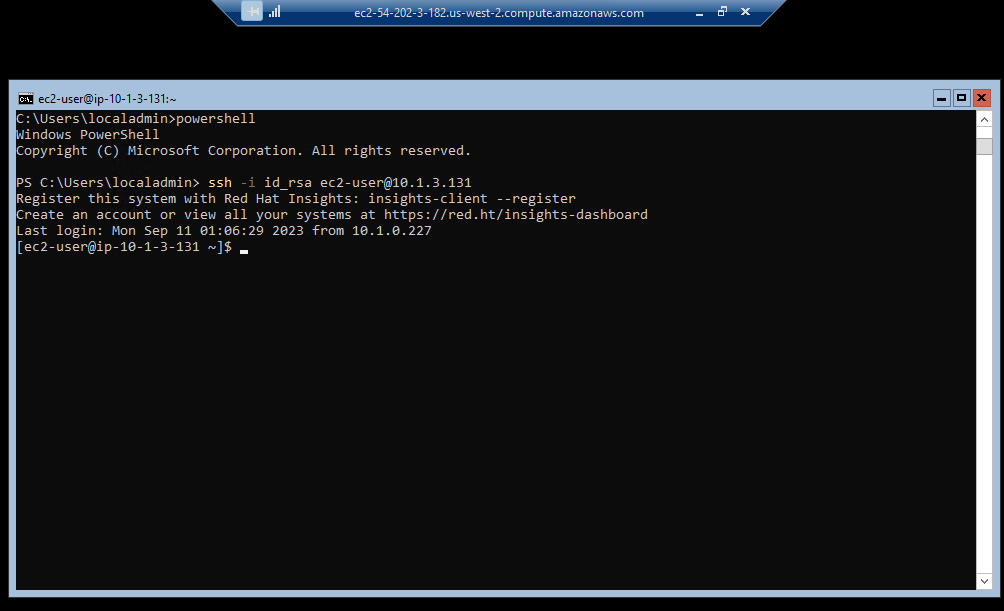 ec2-54-202-3-182.us-west-2.compute.amazonaws.com
ec2-user@ip-10-1-3-131:~
C:\Users\localadmin>powershell
Windows PowerShell
Copyright (C) Microsoft Corporation. All rights reserved.
PS C:\Users\localadmin> ssh -i id_rsa ec2-user@10.1.3.131
Register this system with Red Hat Insights: insights-client --register
Create an account or view all your systems at https://red.ht/insights-dashboard
Last login: Mon Sep 11 01:06:29 2023 from 10.1.0.227
[ec2-user@ip-10-1-3-131 ~]$